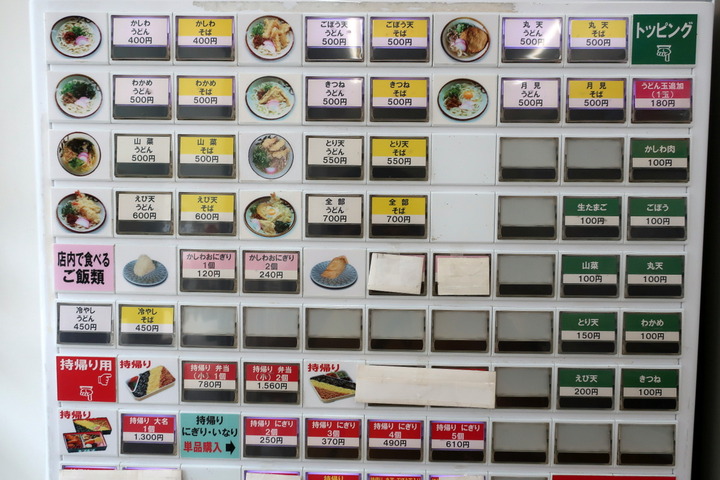 かしわ
うどん
400円
かしわ
そば
400円
ごぼう天
うどん
500円
ごぼう天
そば
500円
丸 天
うどん
500円
丸 天
そば
500円
トッピング
わかめ
うどん
500円
わかめ
そば
500円
きつね
うどん
500円
きつね
そば
500円
月 見
うどん
500円
月 見
そば
500円
うどん玉追加
(1玉)
180円
山 菜
うどん
500円
山 菜
そば
500円
とり天
うどん
550円
とり天
そば
550円
かしわ肉
100円
えび天
うどん
600円
えび天
そば
600円
全 部
うどん
700円
全 部
そば
700円
生たまご
100円
ごぼう
100円
店内で食べる
ご飯類
かしわおにぎり
1個
120円
かしわおにぎり
2個
240円
山菜
100円
丸天
100円
冷やし
うどん
450円
冷やし
そば
450円
とり天
150円
わかめ
100円
持帰り用
持帰り
持帰り 弁当
(小) 1個
780円
持帰り 弁当
(小) 2個
1,560円
持帰り
えび天
200円
きつね
100円
持帰り
持帰り 大名
1個
1,300円
持帰り
にぎり・いなり
単品購入
持帰り にぎり
2個
250円
持帰り にぎり
3個
370円
持帰り にぎり
4個
490円
持帰り にぎり
5個
610円